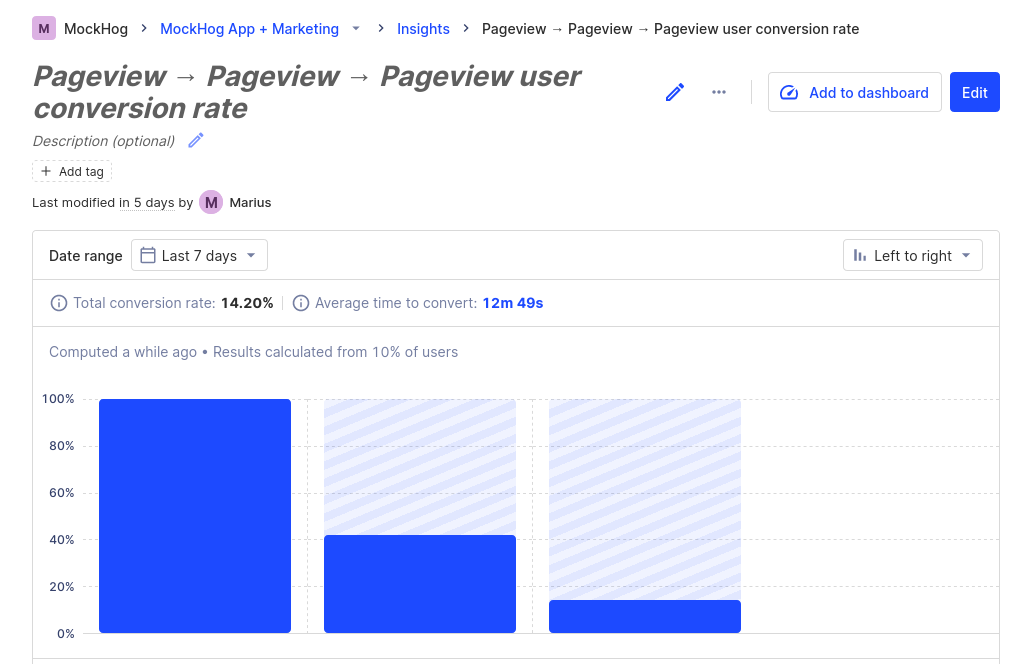 M MockHog > MockHog App + Marketing > Insights > Pageview → Pageview → Pageview user conversion rate
Pageview → Pageview → Pageview user
conversion rate
Add to dashboard
Edit
Description (optional)
+ Add tag
Last modified in 5 days by M Marius
Date range Last 7 days Left to right
Total conversion rate: 14.20% Average time to convert: 12m 49s
Computed a while ago • Results calculated from 10% of users
100%
80%
60%
40%
20%
0%